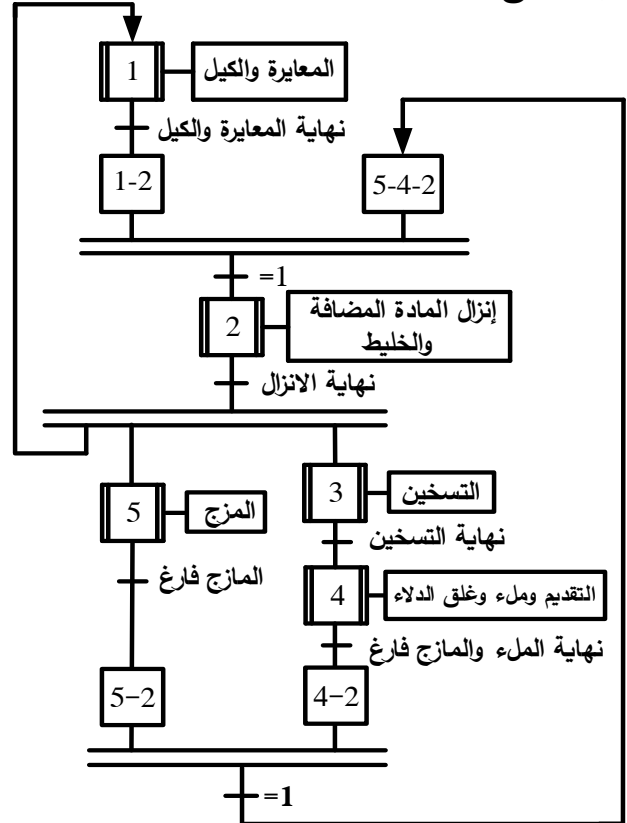 1
المعايرة والكيل
نهاية المعايرة والكيل
1-2
5-4-2
=1
2
إنزال المادة المضافة
والخليط
نهاية الانزال
5
المزج
3
التسخين
نهاية التسخين
المازج فارغ
4
التقديم وملء وغلق الدلاء
نهاية الملء والمازج فارغ
5-2
4-2
=1